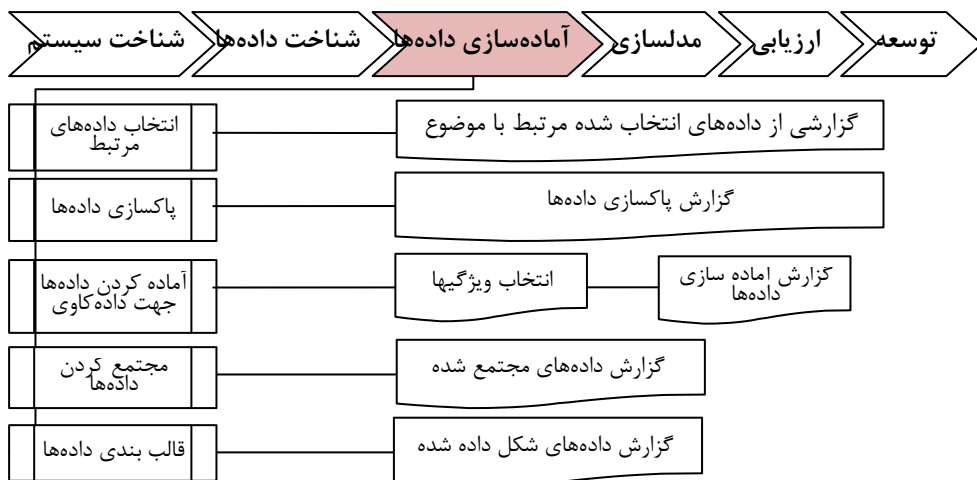 شناخت سیستم
شناخت داده‌ها
آماده‌سازی داده‌ها
مدلسازی
ارزیابی
توسعه
انتخاب داده‌های
مرتبط
گزارشی از داده‌های انتخاب شده مرتبط با موضوع
پاکسازی داده‌ها
گزارش پاکسازی داده‌ها
آماده کردن داده‌ها
جهت داده‌کاوی
انتخاب ویژگیها
گزارش اماده سازی
داده‌ها
مجتمع کردن
داده‌ها
گزارش داده‌های مجتمع شده
قالب بندی داده‌ها
گزارش داده‌های شکل داده شده